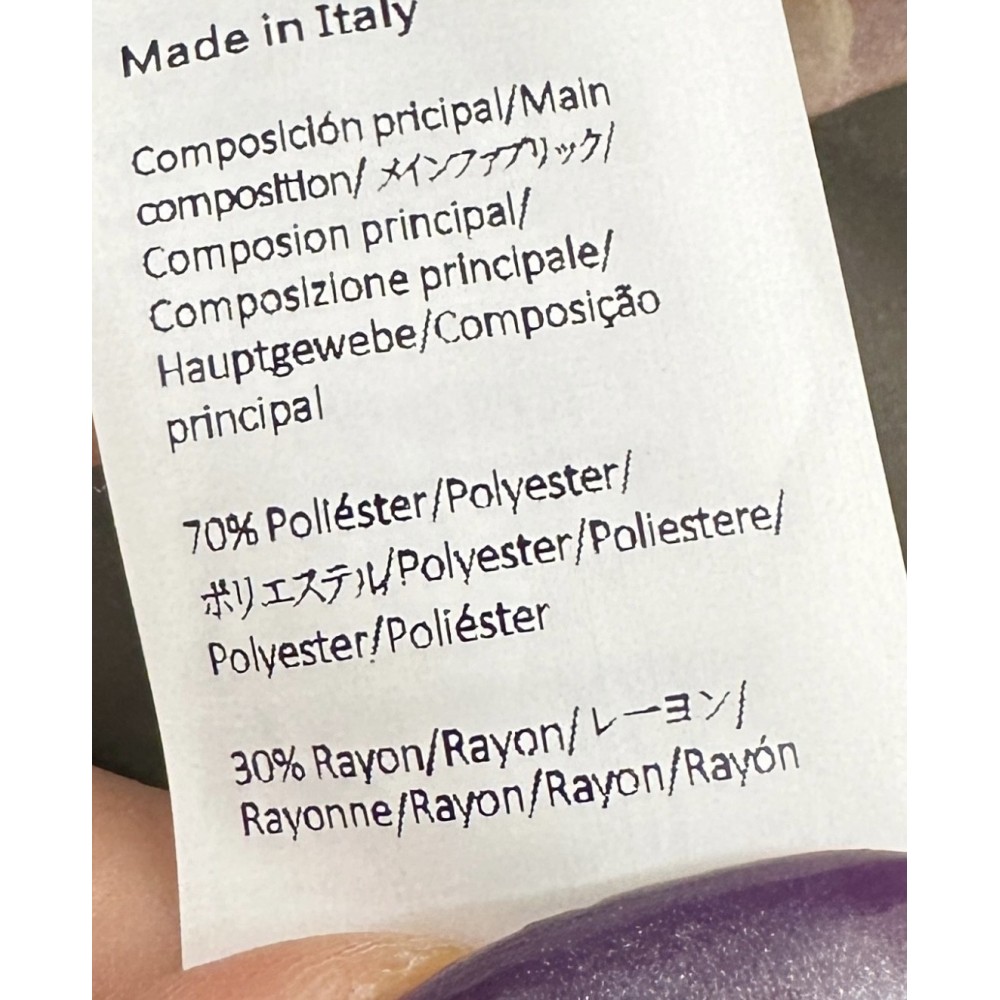 Made in Italy
Composición pricipal/Main
composition/ メインファブリック/
Composion principal/
Composizione principale/
Hauptgewebe/Composição
principal
70% Poliéster/Polyester/
ポリエステル/Polyester/Poliestere/
Polyester/Poliéster
30% Rayon/Rayon/レーヨン/
Rayonne/Rayon/Rayon/Rayón